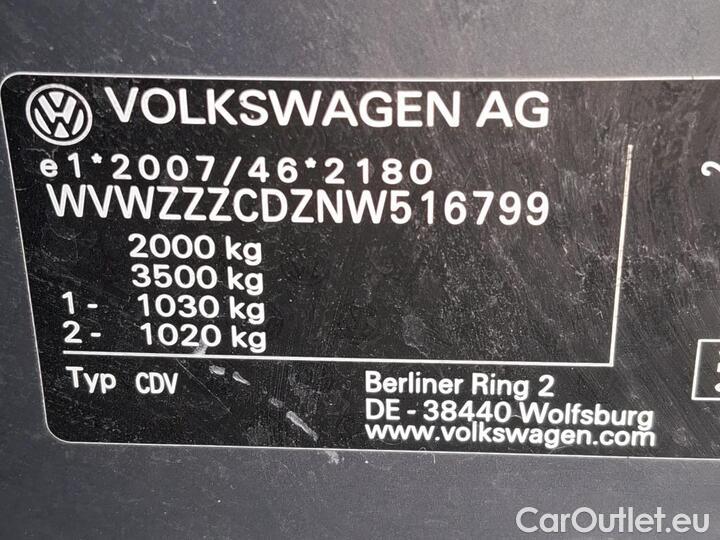 VOLKSWAGEN AG
e1*2007/46*2180
WVWZZZCDZNW516799
2000 kg
3500 kg
1- 1030 kg
2- 1020 kg
Typ CDV
Berliner Ring 2
DE - 38440 Wolfsburg
www.volkswagen.com
2
CarOutlet.eu